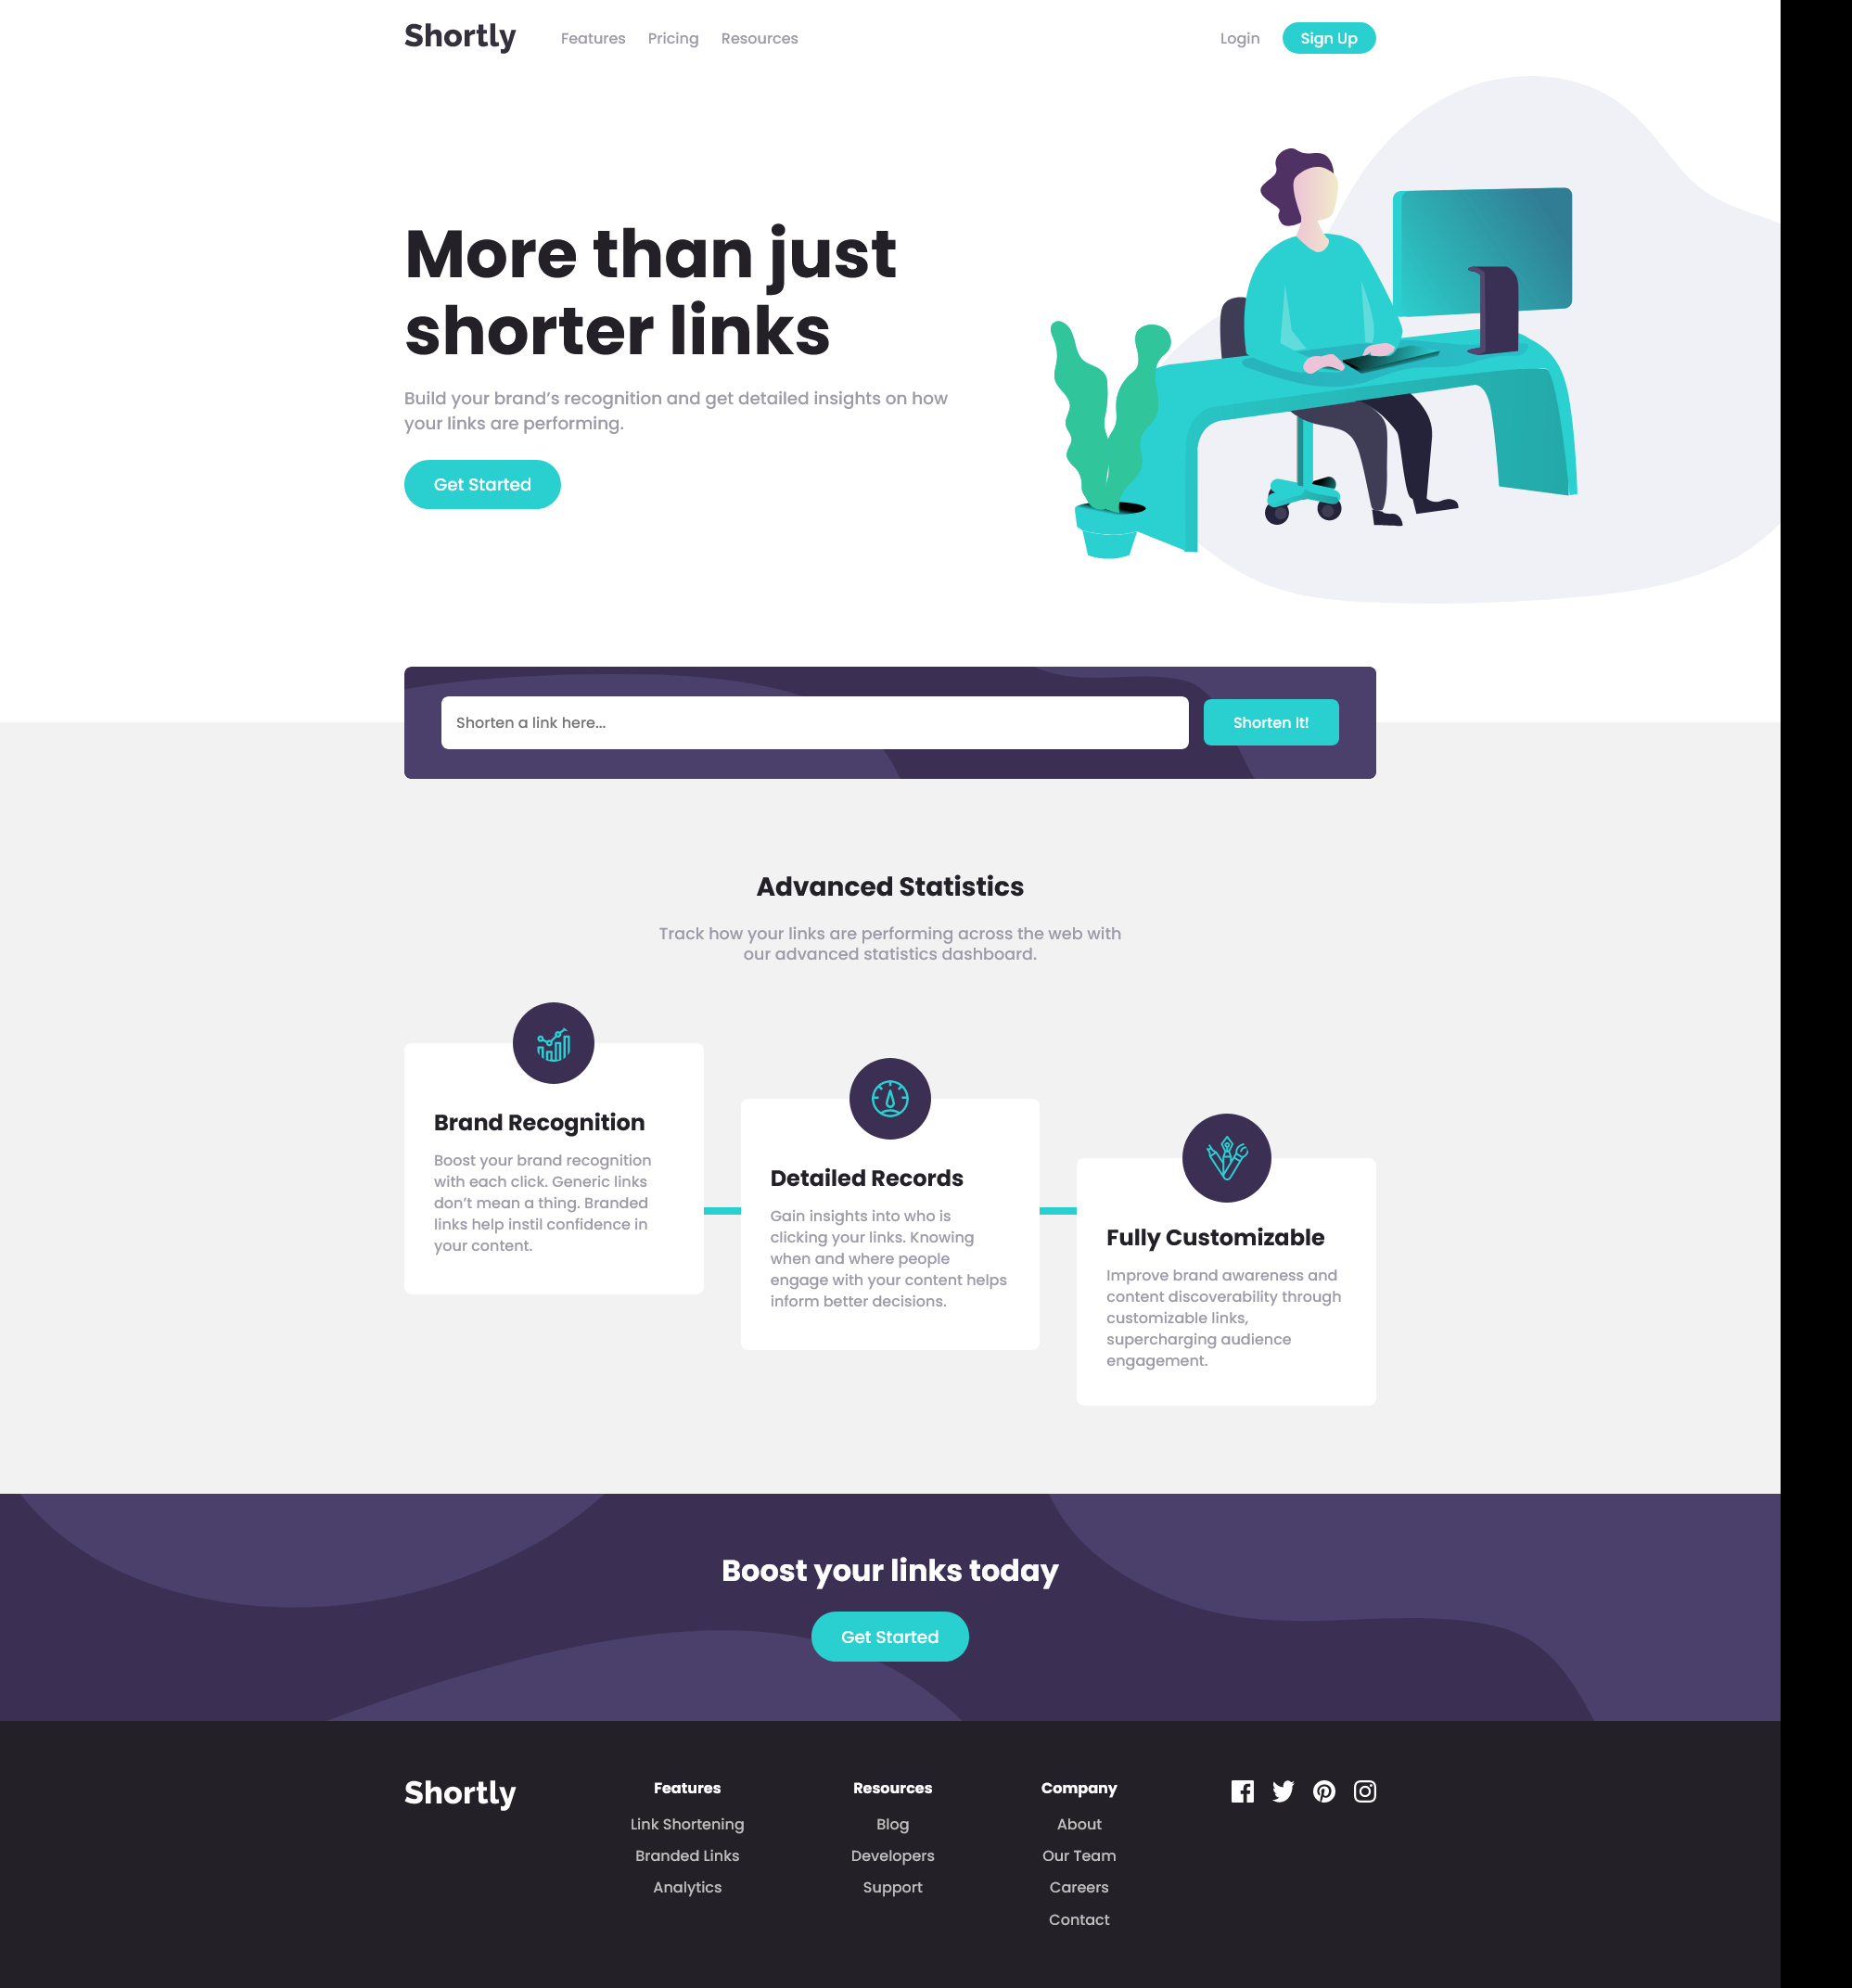 Shortly
Features Pricing Resources
Login Sign Up
More than just
shorter links
Build your brand’s recognition and get detailed insights on how
your links are performing.
Get Started
Shorten a link here...
Shorten It!
Advanced Statistics
Track how your links are performing across the web with
our advanced statistics dashboard.
Brand Recognition
Boost your brand recognition
with each click. Generic links
don’t mean a thing. Branded
links help instil confidence in
your content.
Detailed Records
Gain insights into who is
clicking your links. Knowing
when and where people
engage with your content helps
inform better decisions.
Fully Customizable
Improve brand awareness and
content discoverability through
customizable links,
supercharging audience
engagement.
Boost your links today
Get Started
Shortly
Features
Link Shortening
Branded Links
Analytics
Resources
Blog
Developers
Support
Company
About
Our Team
Careers
Contact